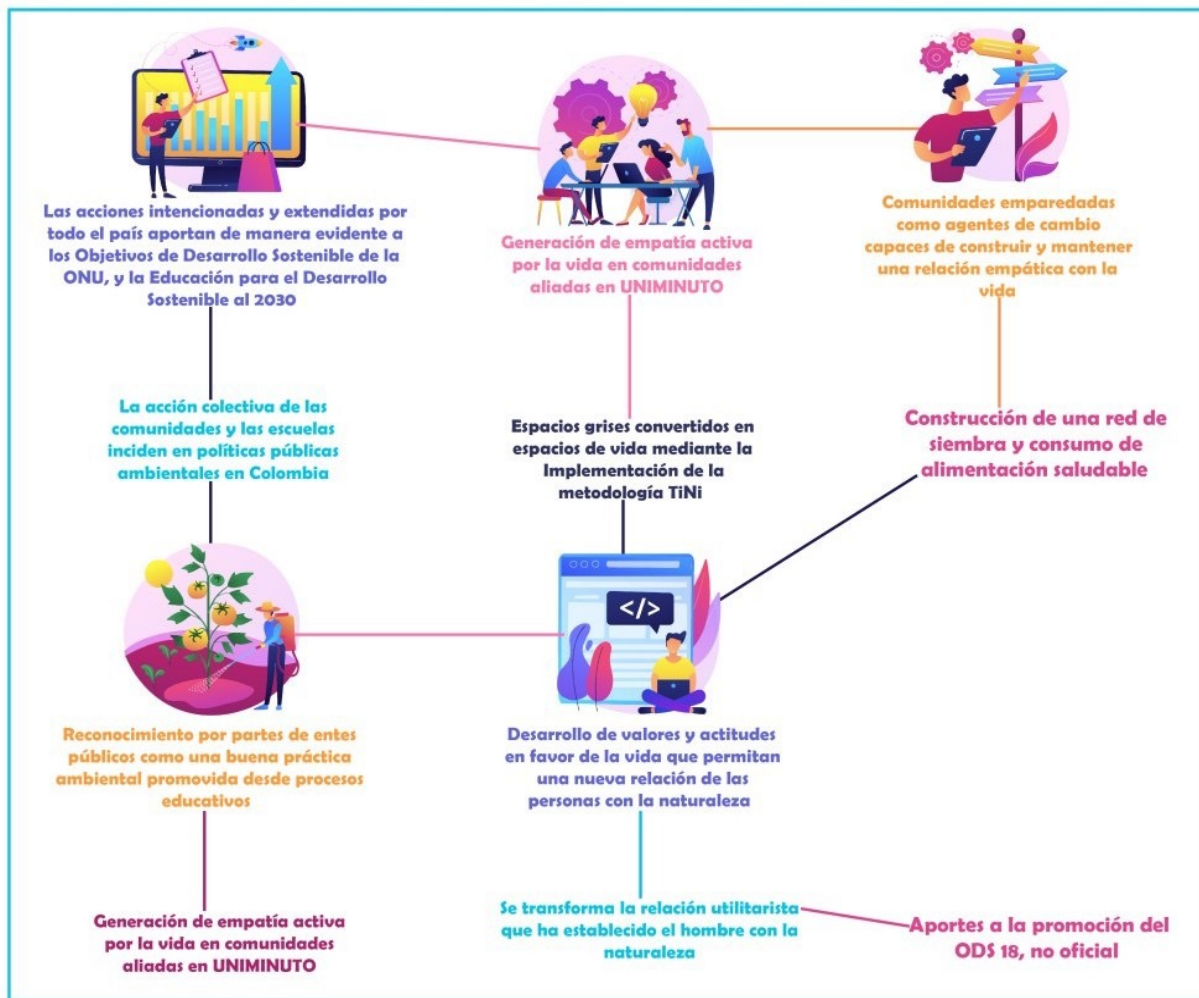 Las acciones intencionadas y extendidas por
todo el país aportan de manera evidente a
los Objetivos de Desarrollo Sostenible de la
ONU, y la Educación para el Desarrollo
Sostenible al 2030
Generación de empatía activa
por la vida en comunidades
aliadas en UNIMINUTO
Comunidades emparedadas
como agentes de cambio
capaces de construir y mantener
una relación empática con la
vida
La acción colectiva de las
comunidades y las escuelas
inciden en políticas públicas
ambientales en Colombia
Espacios grises convertidos en
espacios de vida mediante la
Implementación de la
metodología TiNi
Construcción de una red de
siembra y consumo de
alimentación saludable
</>
Reconocimiento por partes de entes
públicos como una buena práctica
ambiental promovida desde procesos
educativos
Desarrollo de valores y actitudes
en favor de la vida que permitan
una nueva relación de las
personas con la naturaleza
Generación de empatía activa
por la vida en comunidades
aliadas en UNIMINUTO
Se transforma la relación utilitarista
que ha establecido el hombre con la
naturaleza
Aportes a la promoción del
ODS 18, no oficial